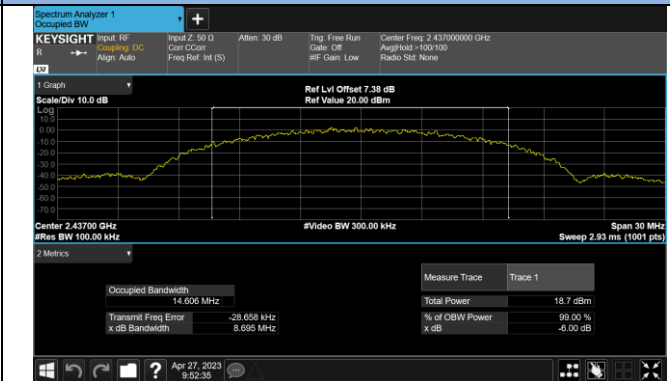 Spectrum Analyzer 1
Occupied BW
+
KEYSIGHT Input: RF Input Z: 50 Ω Atten: 30 dB Trig: Free Run Center Freq: 2.437000000 GHz
R Coupling: DC Corr CCorr Gate: Off Avg|Hold:>100/100
Align: Auto Freq Ref: Int (S) #IF Gain: Low Radio Std: None
LXI
1 Graph Ref Lvl Offset 7.38 dB
Scale/Div 10.0 dB Ref Value 20.00 dBm
Log
10.0
0.00
-10.0
-20.0
-30.0
-40.0
-50.0
-60.0
-70.0
Center 2.43700 GHz #Video BW 300.00 kHz Span 30 MHz
#Res BW 100.00 kHz Sweep 2.93 ms (1001 pts)
2 Metrics
Measure Trace Trace 1
Occupied Bandwidth
14.606 MHz Total Power 18.7 dBm
Transmit Freq Error -28.658 kHz % of OBW Power 99.00 %
x dB Bandwidth 8.695 MHz x dB -6.00 dB
? Apr 27, 2023
9:52:35